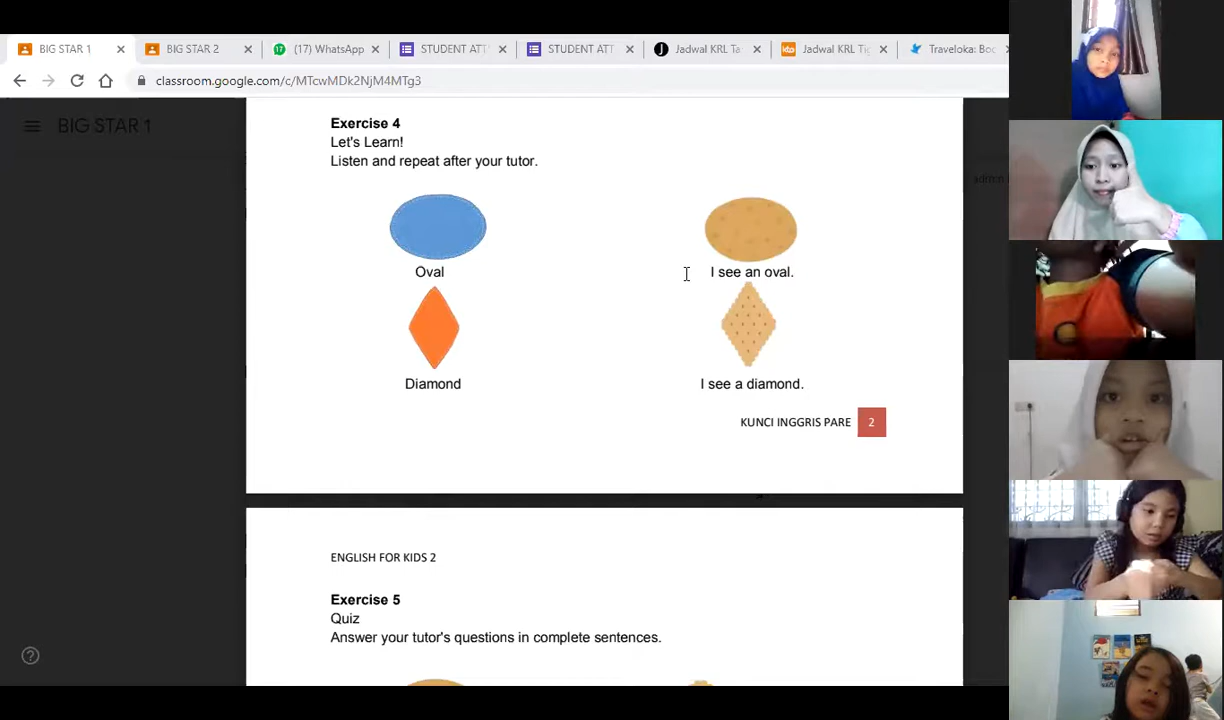 BIG STAR 1
BIG STAR 2
(17) WhatsApp
STUDENT ATT
STUDENT ATT
Jadwal KRL Ta
Jadwal KRL Tig
Traveloka: Boo
classroom.google.com/c/MTcwMDk2NjM4MTg3
BIG STAR 1
Exercise 4
Let's Learn!
Listen and repeat after your tutor.
Oval
I see an oval.
Diamond
I see a diamond.
KUNCI INGGRIS PARE 2
ENGLISH FOR KIDS 2
Exercise 5
Quiz
Answer your tutor's questions in complete sentences.